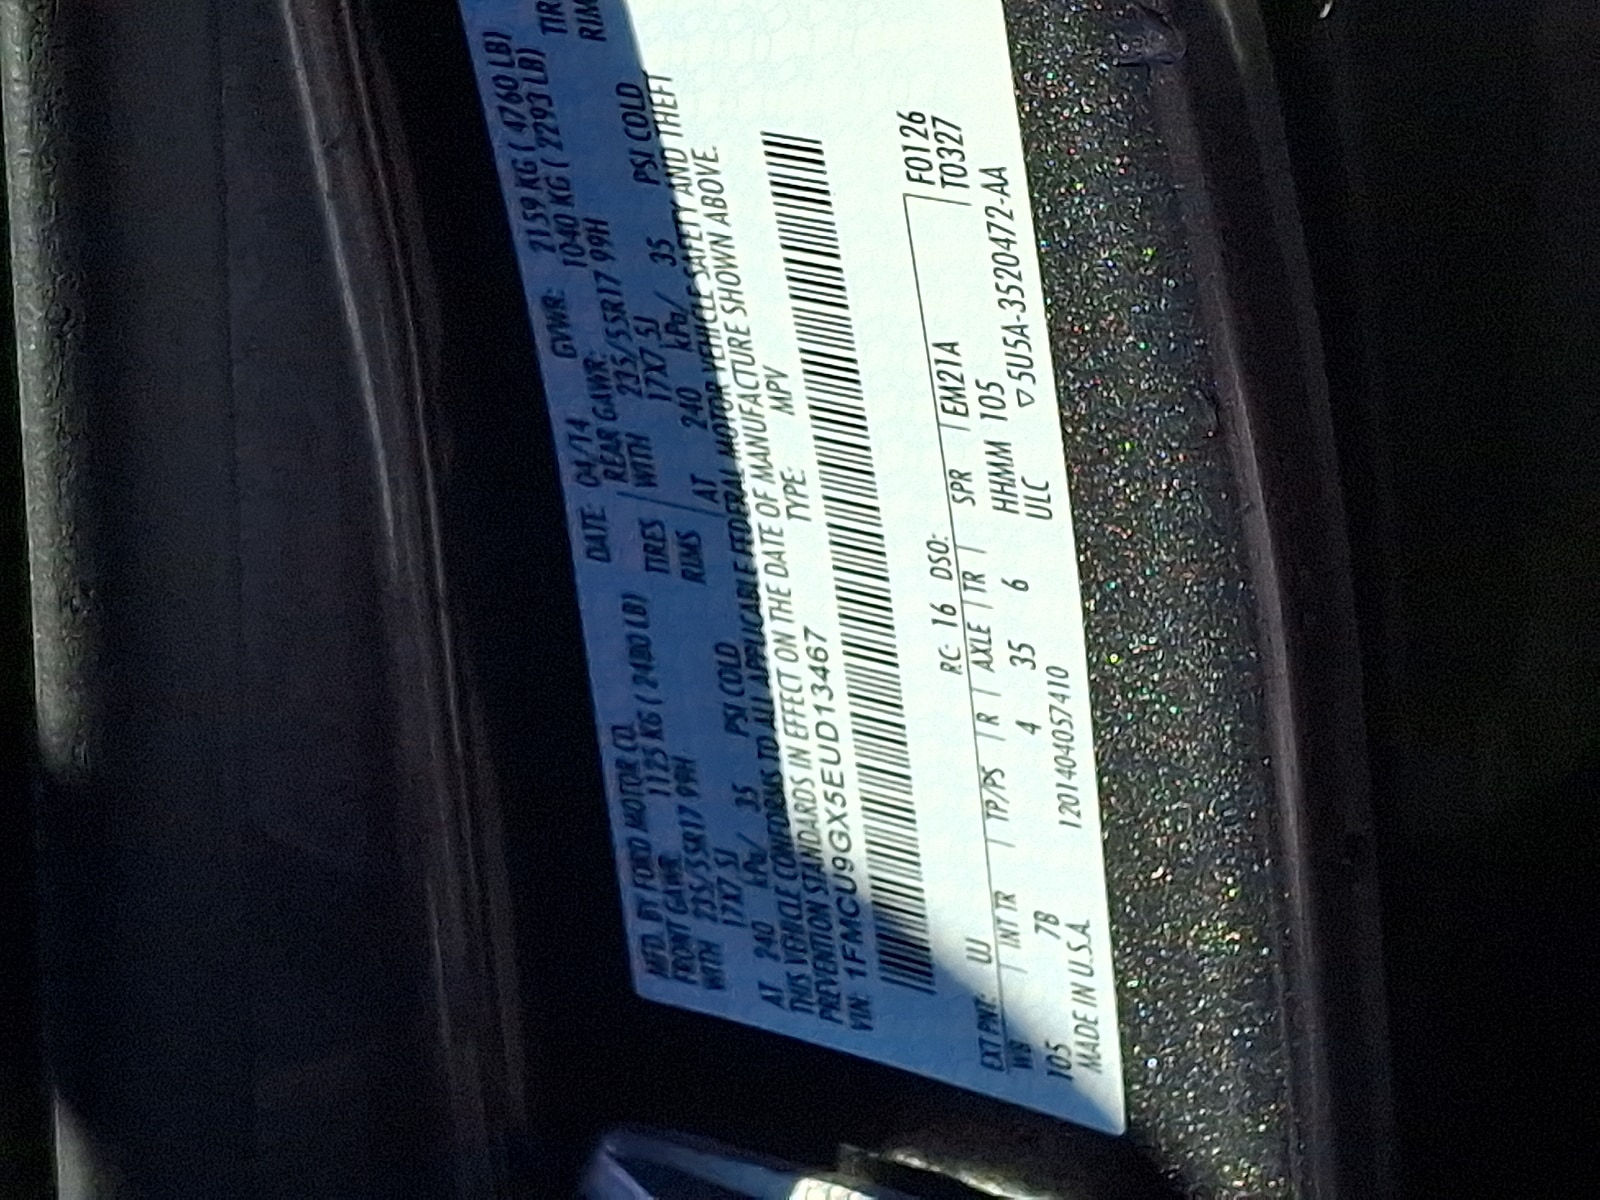 MFD. BY FORD MOTOR CO. DATE: 04/14 GVWR: 2159 KG ( 4760 LB)
FRONT GAWR: 1125 KG ( 2480 LB) REAR GAWR: 1040 KG ( 2293 LB)
WITH 235/55R17 99H TIRES WITH 235/55R17 99H TIR
17X7 5J RIMS 17X7 5J RIM
AT 240 kPa/ 35 PSI COLD AT 240 kPa/ 35 PSI COLD
THIS VEHICLE CONFORMS TO ALL APPLICABLE FEDERAL MOTOR VEHICLE SAFETY AND THEFT
PREVENTION STANDARDS IN EFFECT ON THE DATE OF MANUFACTURE SHOWN ABOVE.
VIN: 1FMCU9GX5EUD13467 TYPE: MPV
F0126
T0327
EXT PNT: UJ RC: 16 DSO:
WB INT TR TP/PS R AXLE TR SPR EM21A
105 7B 4 35 6 HHMM 105
MADE IN U.S.A. 120140405 7410 ULC ▽5U5A-3520472-AA